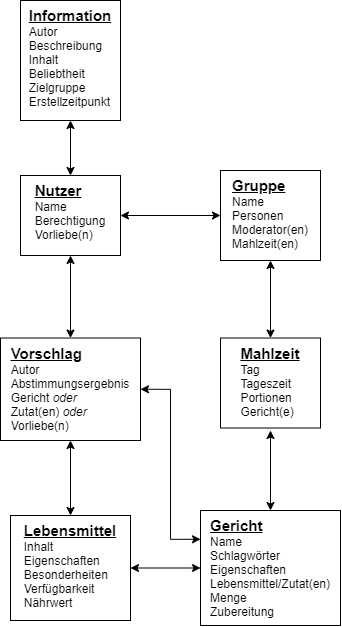 Information
Autor
Beschreibung
Inhalt
Beliebtheit
Zielgruppe
Erstellzeitpunkt
Nutzer
Name
Berechtigung
Vorliebe(n)
Gruppe
Name
Personen
Moderator(en)
Mahlzeit(en)
Vorschlag
Autor
Abstimmungsergebnis
Gericht oder
Zutat(en) oder
Vorliebe(n)
Mahlzeit
Tag
Tageszeit
Portionen
Gericht(e)
Lebensmittel
Inhalt
Eigenschaften
Besonderheiten
Verfügbarkeit
Nährwert
Gericht
Name
Schlagwörter
Eigenschaften
Lebensmittel/Zutat(en)
Menge
Zubereitung